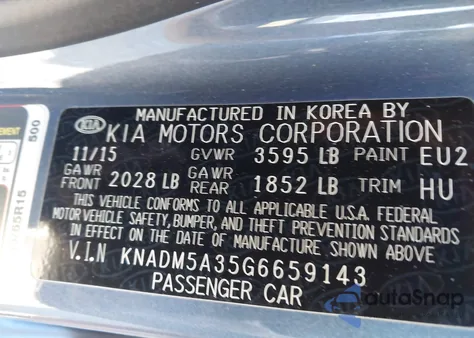 MANUFACTURED IN KOREA BY
KIA KIA MOTORS CORPORATION
11/15 GVWR 3595 LB PAINT EU2
GAWR FRONT 2028 LB GAWR REAR 1852 LB TRIM HU
THIS VEHICLE CONFORMS TO ALL APPLICABLE U.S.A. FEDERAL
MOTOR VEHICLE SAFETY, BUMPER, AND THEFT PREVENTION STANDARDS
IN EFFECT ON THE DATE OF MANUFACTURE SHOWN ABOVE
V.I.N KNADM5A35G6659143
PASSENGER CAR
500
autoSnap